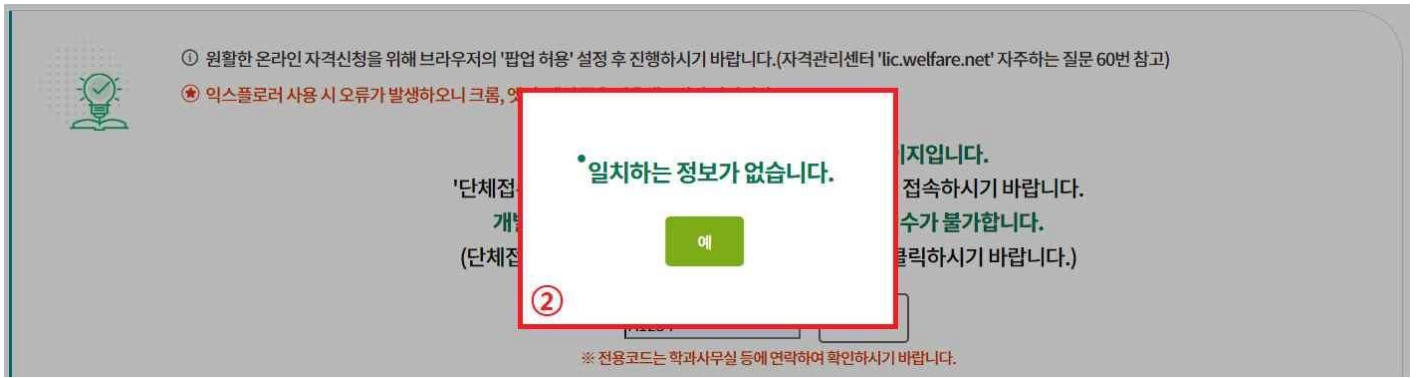 ① 원활한 온라인 자격신청을 위해 브라우저의 '팝업 허용' 설정 후 진행하시기 바랍니다.(자격관리센터 'lic.welfare.net' 자주하는 질문 60번 참고)
익스플로러 사용 시 오류가 발생하오니 크롬,
이지입니다.
'단체접 접속하시기 바랍니다.
수가 불가합니다.
(단체접 클릭하시기 바랍니다.)
일치하는 정보가 없습니다.
예
②
※ 전용코드는 학과사무실 등에 연락하여 확인하시기 바랍니다.